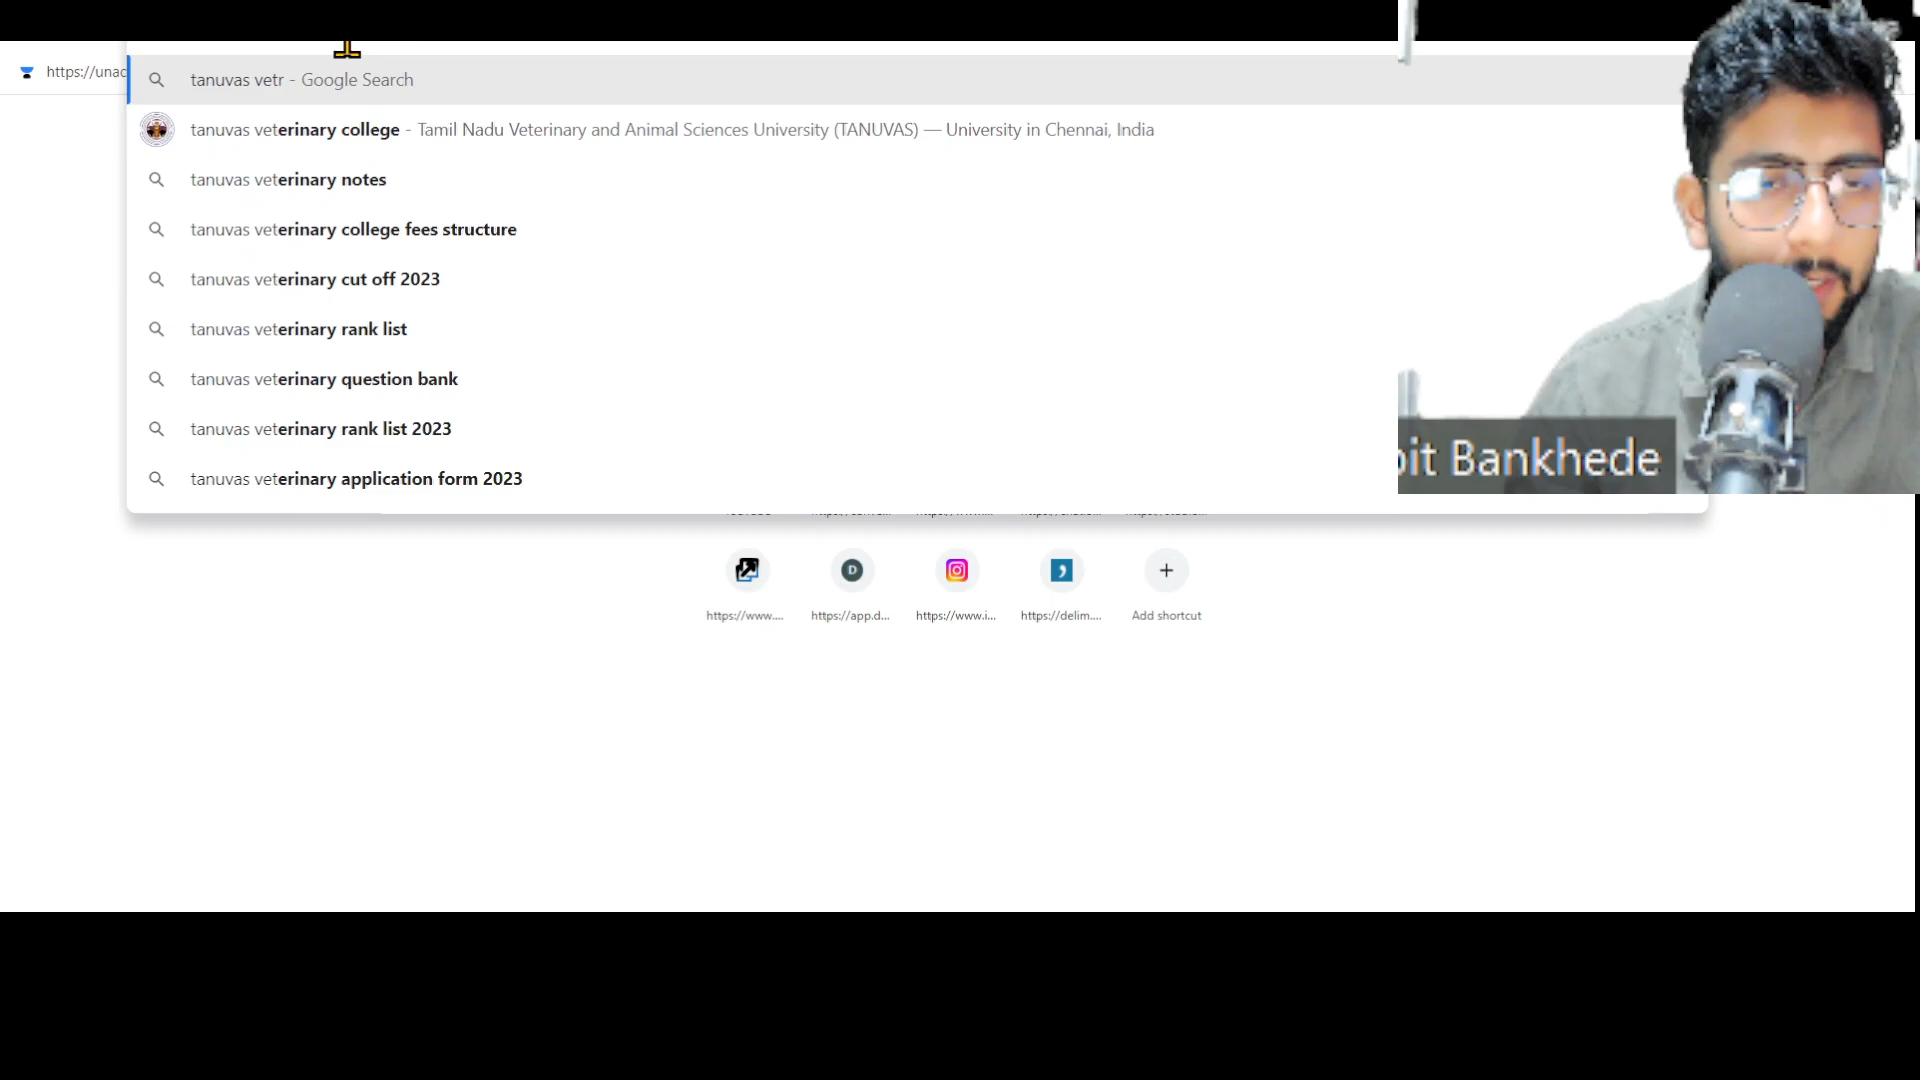 https://unac
tanuvas vetr - Google Search
tanuvas veterinary college - Tamil Nadu Veterinary and Animal Sciences University (TANUVAS) — University in Chennai, India
tanuvas veterinary notes
tanuvas veterinary college fees structure
tanuvas veterinary cut off 2023
tanuvas veterinary rank list
tanuvas veterinary question bank
tanuvas veterinary rank list 2023
tanuvas veterinary application form 2023
Bankhede
D
https://www.... https://app.d... https://www.i... https://delim.... Add shortcut